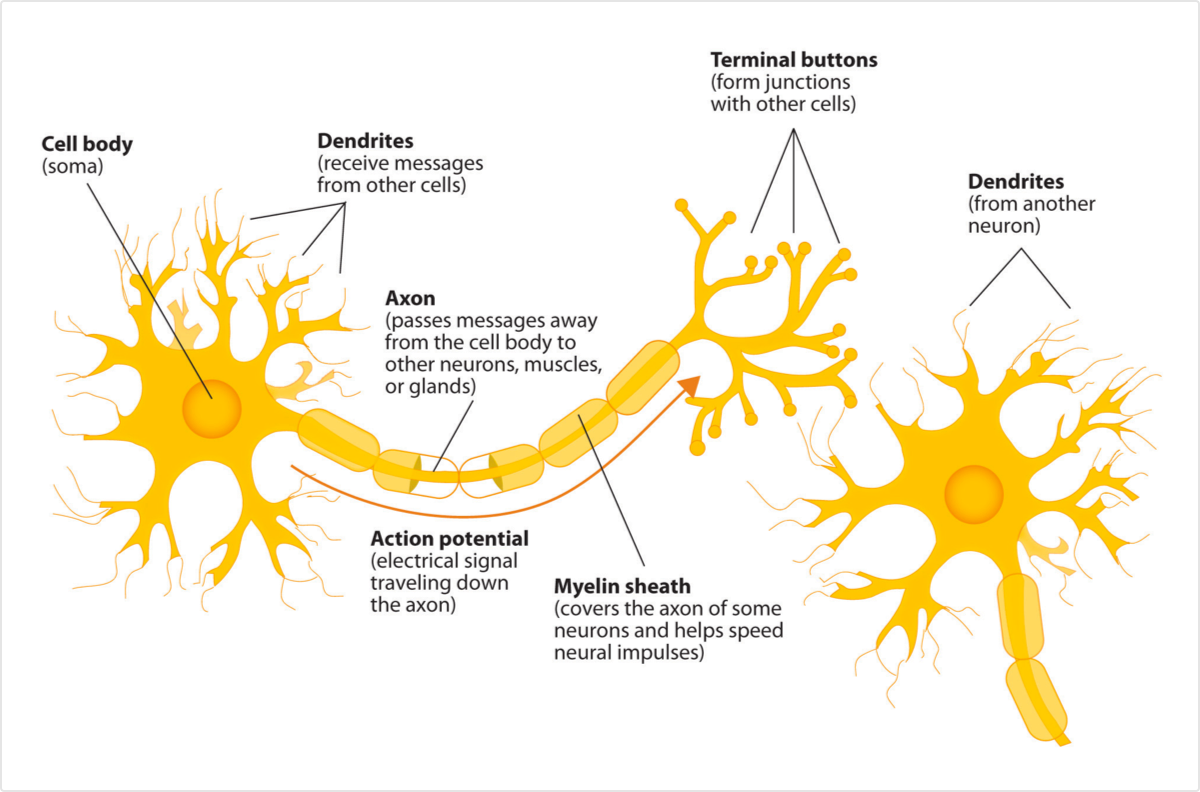 Terminal buttons
(form junctions
with other cells)
Cell body
(soma)
Dendrites
(receive messages
from other cells)
Dendrites
(from another
neuron)
Axon
(passes messages away
from the cell body to
other neurons, muscles,
or glands)
Action potential
(electrical signal
traveling down
the axon)
Myelin sheath
(covers the axon of some
neurons and helps speed
neural impulses)